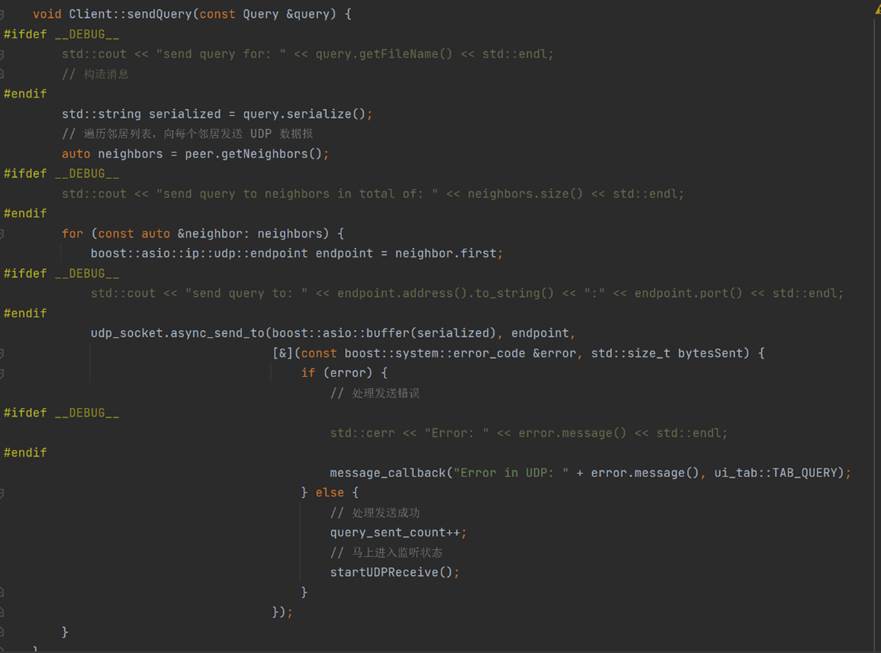 void Client::sendQuery(const Query &query) {
#ifdef __DEBUG__
std::cout << "send query for: " << query.getFileName() << std::endl;
// 构造消息
#endif
std::string serialized = query.serialize();
// 遍历邻居列表，向每个邻居发送 UDP 数据报
auto neighbors = peer.getNeighbors();
#ifdef __DEBUG__
std::cout << "send query to neighbors in total of: " << neighbors.size() << std::endl;
#endif
for (const auto &neighbor: neighbors) {
boost::asio::ip::udp::endpoint endpoint = neighbor.first;
#ifdef __DEBUG__
std::cout << "send query to: " << endpoint.address().to_string() << ":" << endpoint.port() << std::endl;
#endif
udp_socket.async_send_to(boost::asio::buffer(serialized), endpoint,
[&](const boost::system::error_code &error, std::size_t bytesSent) {
if (error) {
// 处理发送错误
#ifdef __DEBUG__
std::cerr << "Error: " << error.message() << std::endl;
#endif
message_callback("Error in UDP: " + error.message(), ui_tab::TAB_QUERY);
} else {
// 处理发送成功
query_sent_count++;
// 马上进入监听状态
startUDPReceive();
}
});
}
}